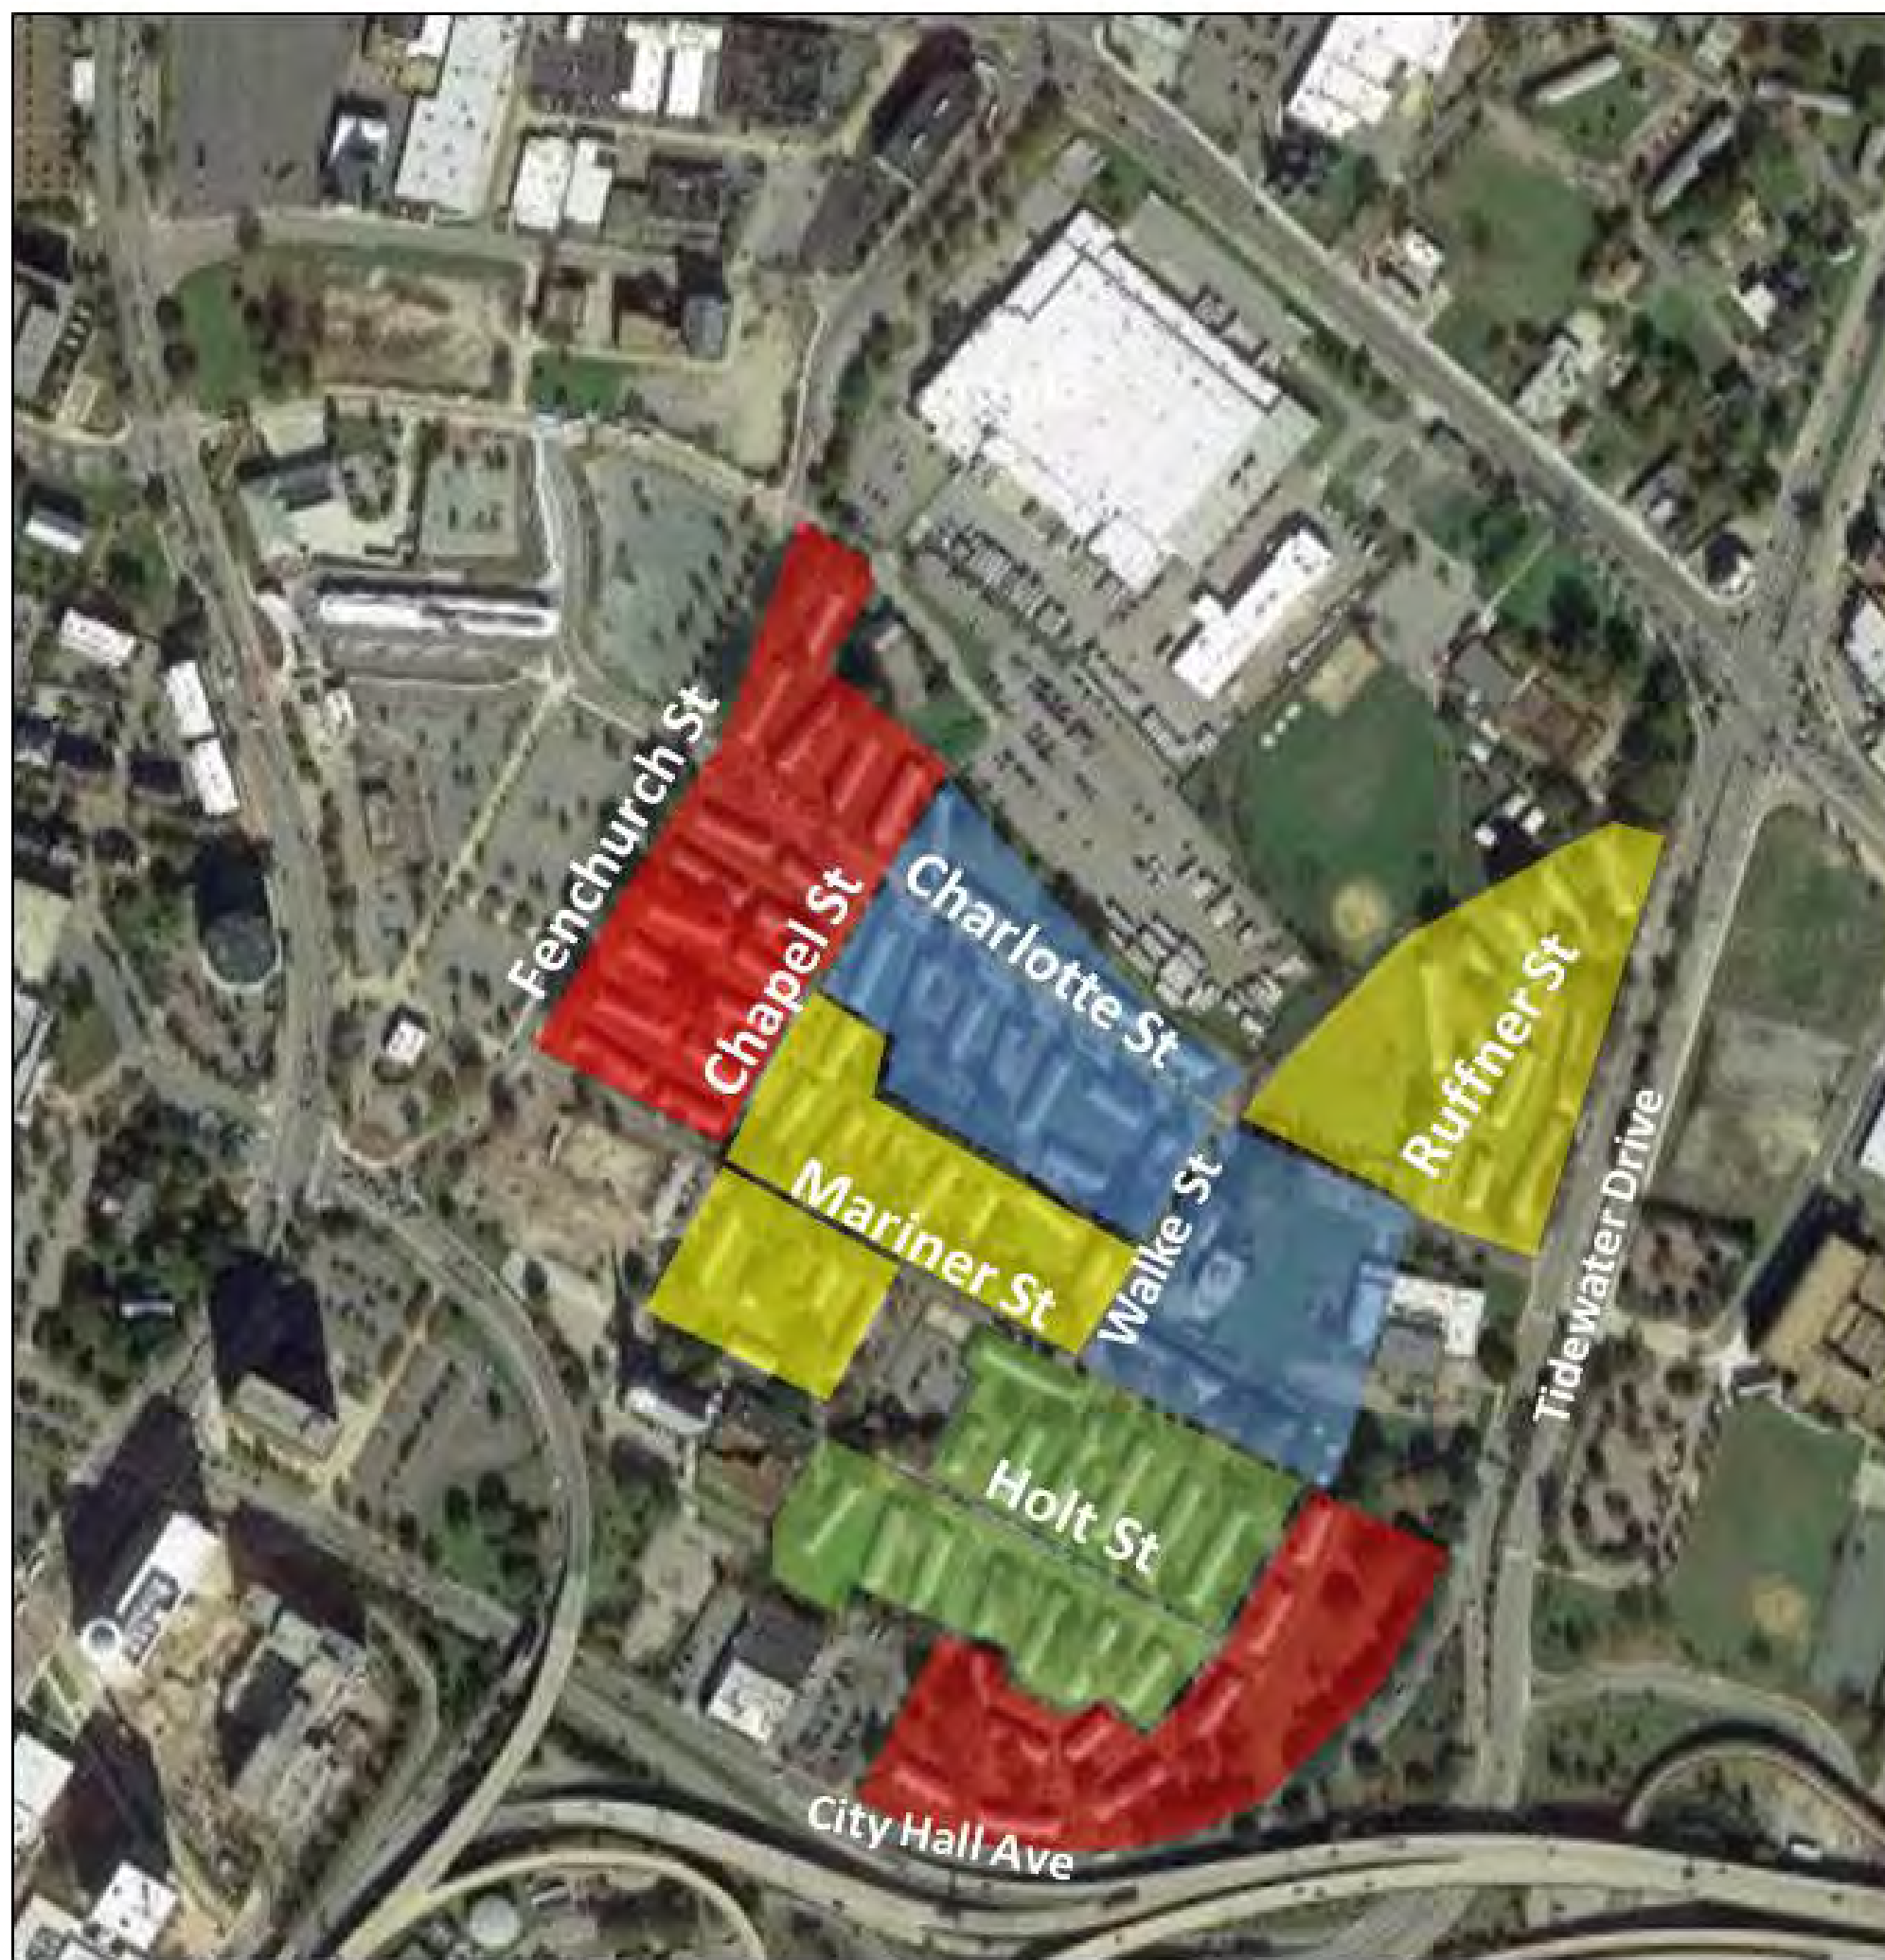 Fenchurch St
Chapel St
Charlotte St
Ruffner St
Mariner St
Walke St
Tidewater Drive
Holt St
City Hall Ave